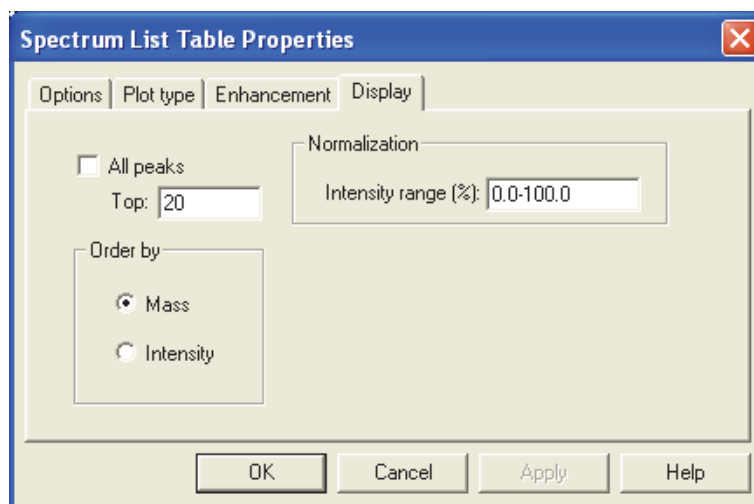 Spectrum List Table Properties
Options Plot type Enhancement Display
All peaks
Top: 20
Normalization
Intensity range (%): 0.0-100.0
Order by
Mass
Intensity
OK Cancel Apply Help